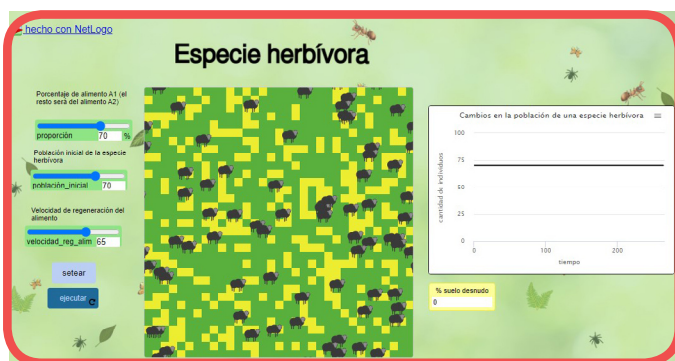 hecho con NetLogo
Especie herbívora
Porcentaje de alimento A1 (el
resto será del alimento A2)
proporción 70 %
Población inicial de la especie
herbívora
población_inicial 70
Velocidad de regeneración del
alimento
velocidad_reg_alim 65
setear
ejecutar
Cambios en la población de una especie herbívora
cantidad de individuos
100
75
50
25
0
0 100 200
tiempo
% suelo desnudo
0